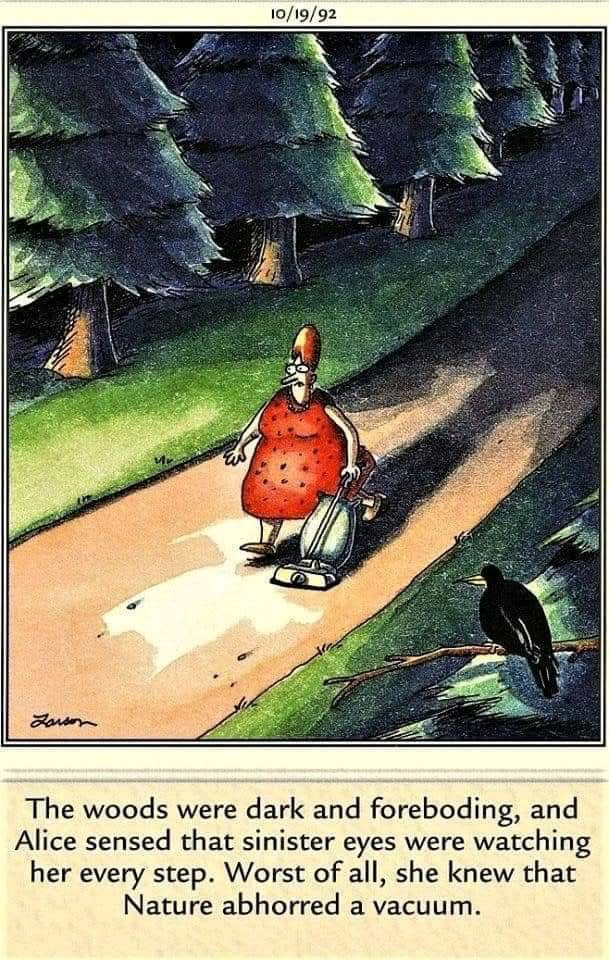 10/19/92
Larson
The woods were dark and foreboding, and
Alice sensed that sinister eyes were watching
her every step. Worst of all, she knew that
Nature abhorred a vacuum.